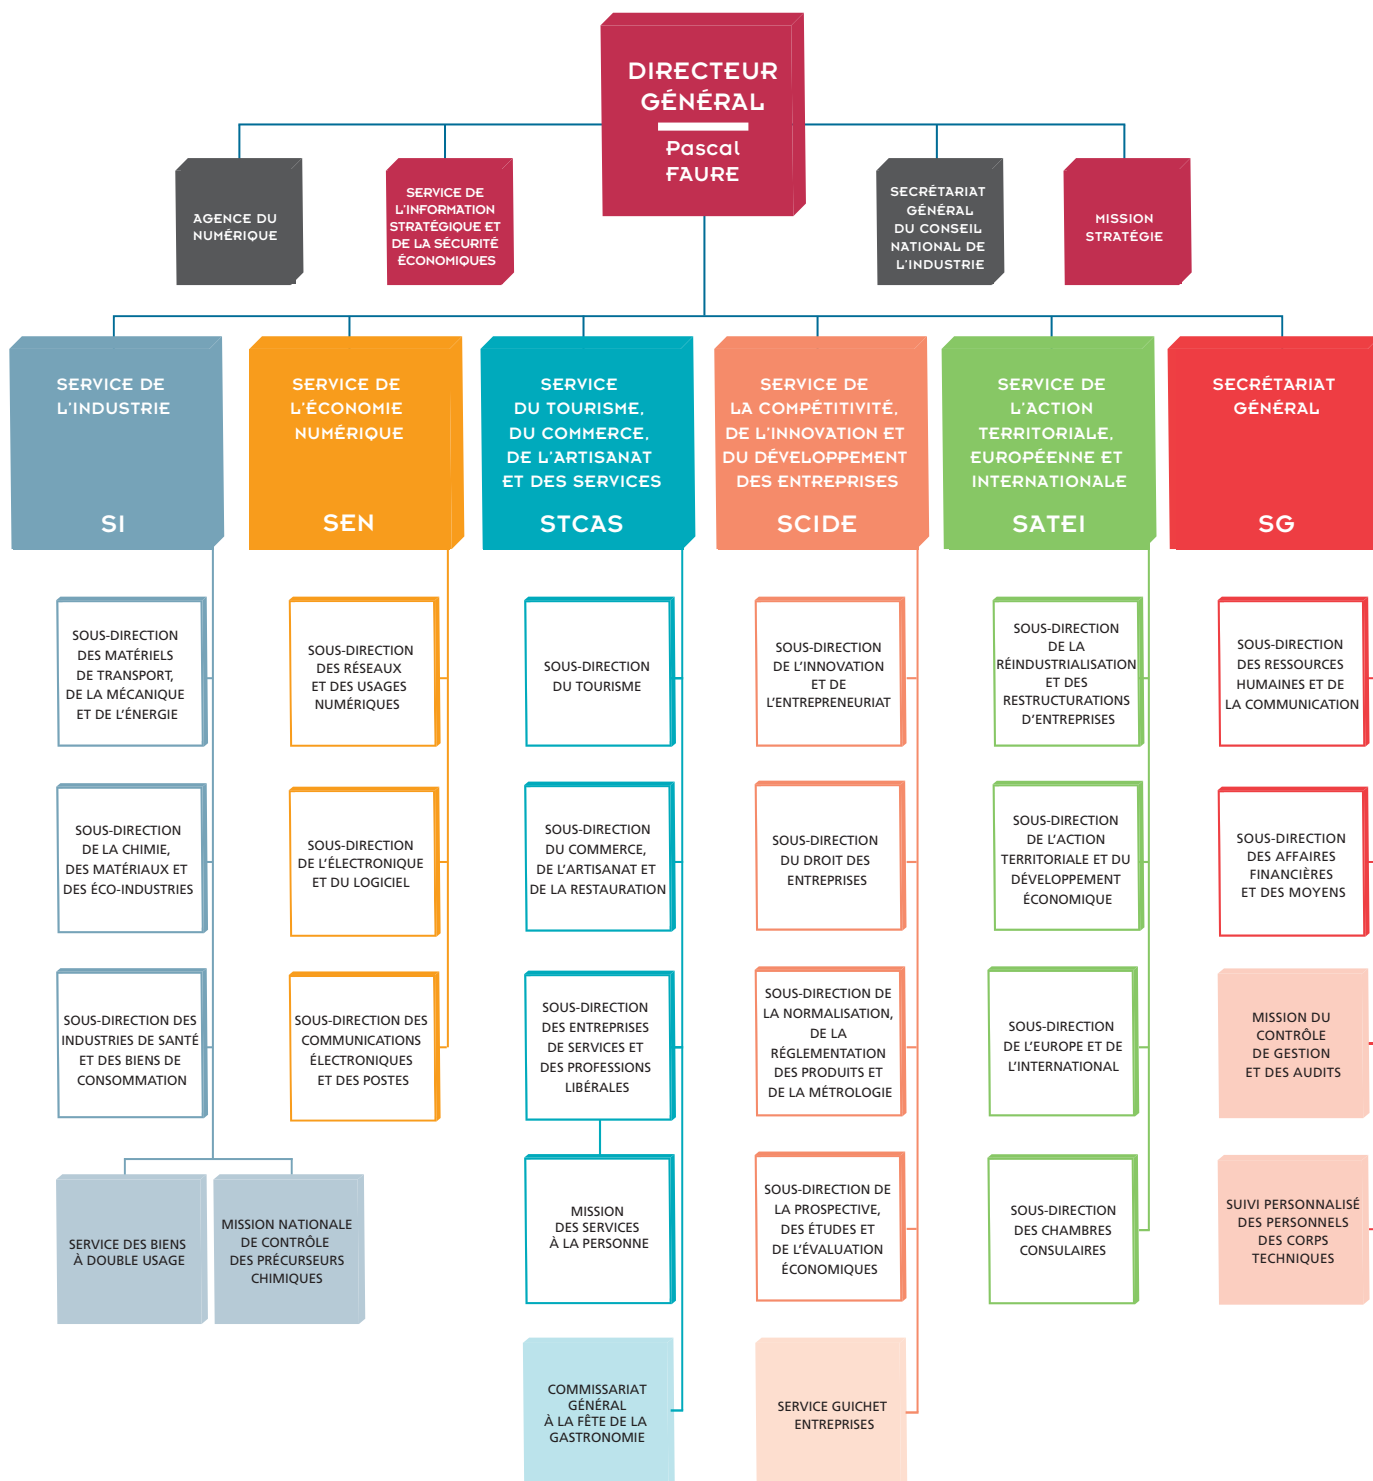 DIRECTEUR
GÉNÉRAL
Pascal
FAURE
AGENCE DU
NUMÉRIQUE
SERVICE DE
L'INFORMATION
STRATÉGIQUE ET
DE LA SÉCURITÉ
ÉCONOMIQUES
SECRÉTARIAT
GÉNÉRAL
DU CONSEIL
NATIONAL DE
L'INDUSTRIE
MISSION
STRATÉGIE
SERVICE DE
L'INDUSTRIE
SI
SERVICE DE
L'ÉCONOMIE
NUMÉRIQUE
SEN
SERVICE
DU TOURISME,
DU COMMERCE,
DE L'ARTISANAT
ET DES SERVICES
STCAS
SERVICE DE
LA COMPÉTITIVITÉ,
DE L'INNOVATION ET
DU DÉVELOPPEMENT
DES ENTREPRISES
SCIDE
SERVICE DE
L'ACTION
TERRITORIALE,
EUROPÉENNE ET
INTERNATIONALE
SATEI
SECRÉTARIAT
GÉNÉRAL
SG
SOUS-DIRECTION
DES MATÉRIELS
DE TRANSPORT,
DE LA MÉCANIQUE
ET DE L'ÉNERGIE
SOUS-DIRECTION
DES RÉSEAUX
ET DES USAGES
NUMÉRIQUES
SOUS-DIRECTION
DU TOURISME
SOUS-DIRECTION
DE L'INNOVATION
ET DE
L'ENTREPRENEURIAT
SOUS-DIRECTION
DE LA
RÉINDUSTRIALISATION
ET DES
RESTRUCTURATIONS
D'ENTREPRISES
SOUS-DIRECTION
DES RESSOURCES
HUMAINES ET DE
LA COMMUNICATION
SOUS-DIRECTION
DE LA CHIMIE,
DES MATÉRIAUX ET
DES ÉCO-INDUSTRIES
SOUS-DIRECTION
DE L'ÉLECTRONIQUE
ET DU LOGICIEL
SOUS-DIRECTION
DU COMMERCE,
DE L'ARTISANAT ET
DE LA RESTAURATION
SOUS-DIRECTION
DU DROIT DES
ENTREPRISES
SOUS-DIRECTION
DE L'ACTION
TERRITORIALE ET DU
DÉVELOPPEMENT
ÉCONOMIQUE
SOUS-DIRECTION
DES AFFAIRES
FINANCIÈRES
ET DES MOYENS
SOUS-DIRECTION DES
INDUSTRIES DE SANTÉ
ET DES BIENS DE
CONSOMMATION
SOUS-DIRECTION DES
COMMUNICATIONS
ÉLECTRONIQUES
ET DES POSTES
SOUS-DIRECTION
DES ENTREPRISES
DE SERVICES ET
DES PROFESSIONS
LIBÉRALES
SOUS-DIRECTION DE
LA NORMALISATION,
DE LA
RÉGLEMENTATION
DES PRODUITS ET
DE LA MÉTROLOGIE
SOUS-DIRECTION
DE L'EUROPE ET DE
L'INTERNATIONAL
MISSION DU
CONTRÔLE
DE GESTION
ET DES AUDITS
SERVICE DES BIENS
À DOUBLE USAGE
MISSION NATIONALE
DE CONTRÔLE
DES PRÉCURSEURS
CHIMIQUES
MISSION
DES SERVICES
À LA PERSONNE
SOUS-DIRECTION DE
LA PROSPECTIVE,
DES ÉTUDES ET
DE L'ÉVALUATION
ÉCONOMIQUES
SOUS-DIRECTION
DES CHAMBRES
CONSULAIRES
SUIVI PERSONNALISÉ
DES PERSONNELS
DES CORPS
TECHNIQUES
COMMISSARIAT
GÉNÉRAL
À LA FÊTE DE LA
GASTRONOMIE
SERVICE GUICHET
ENTREPRISES